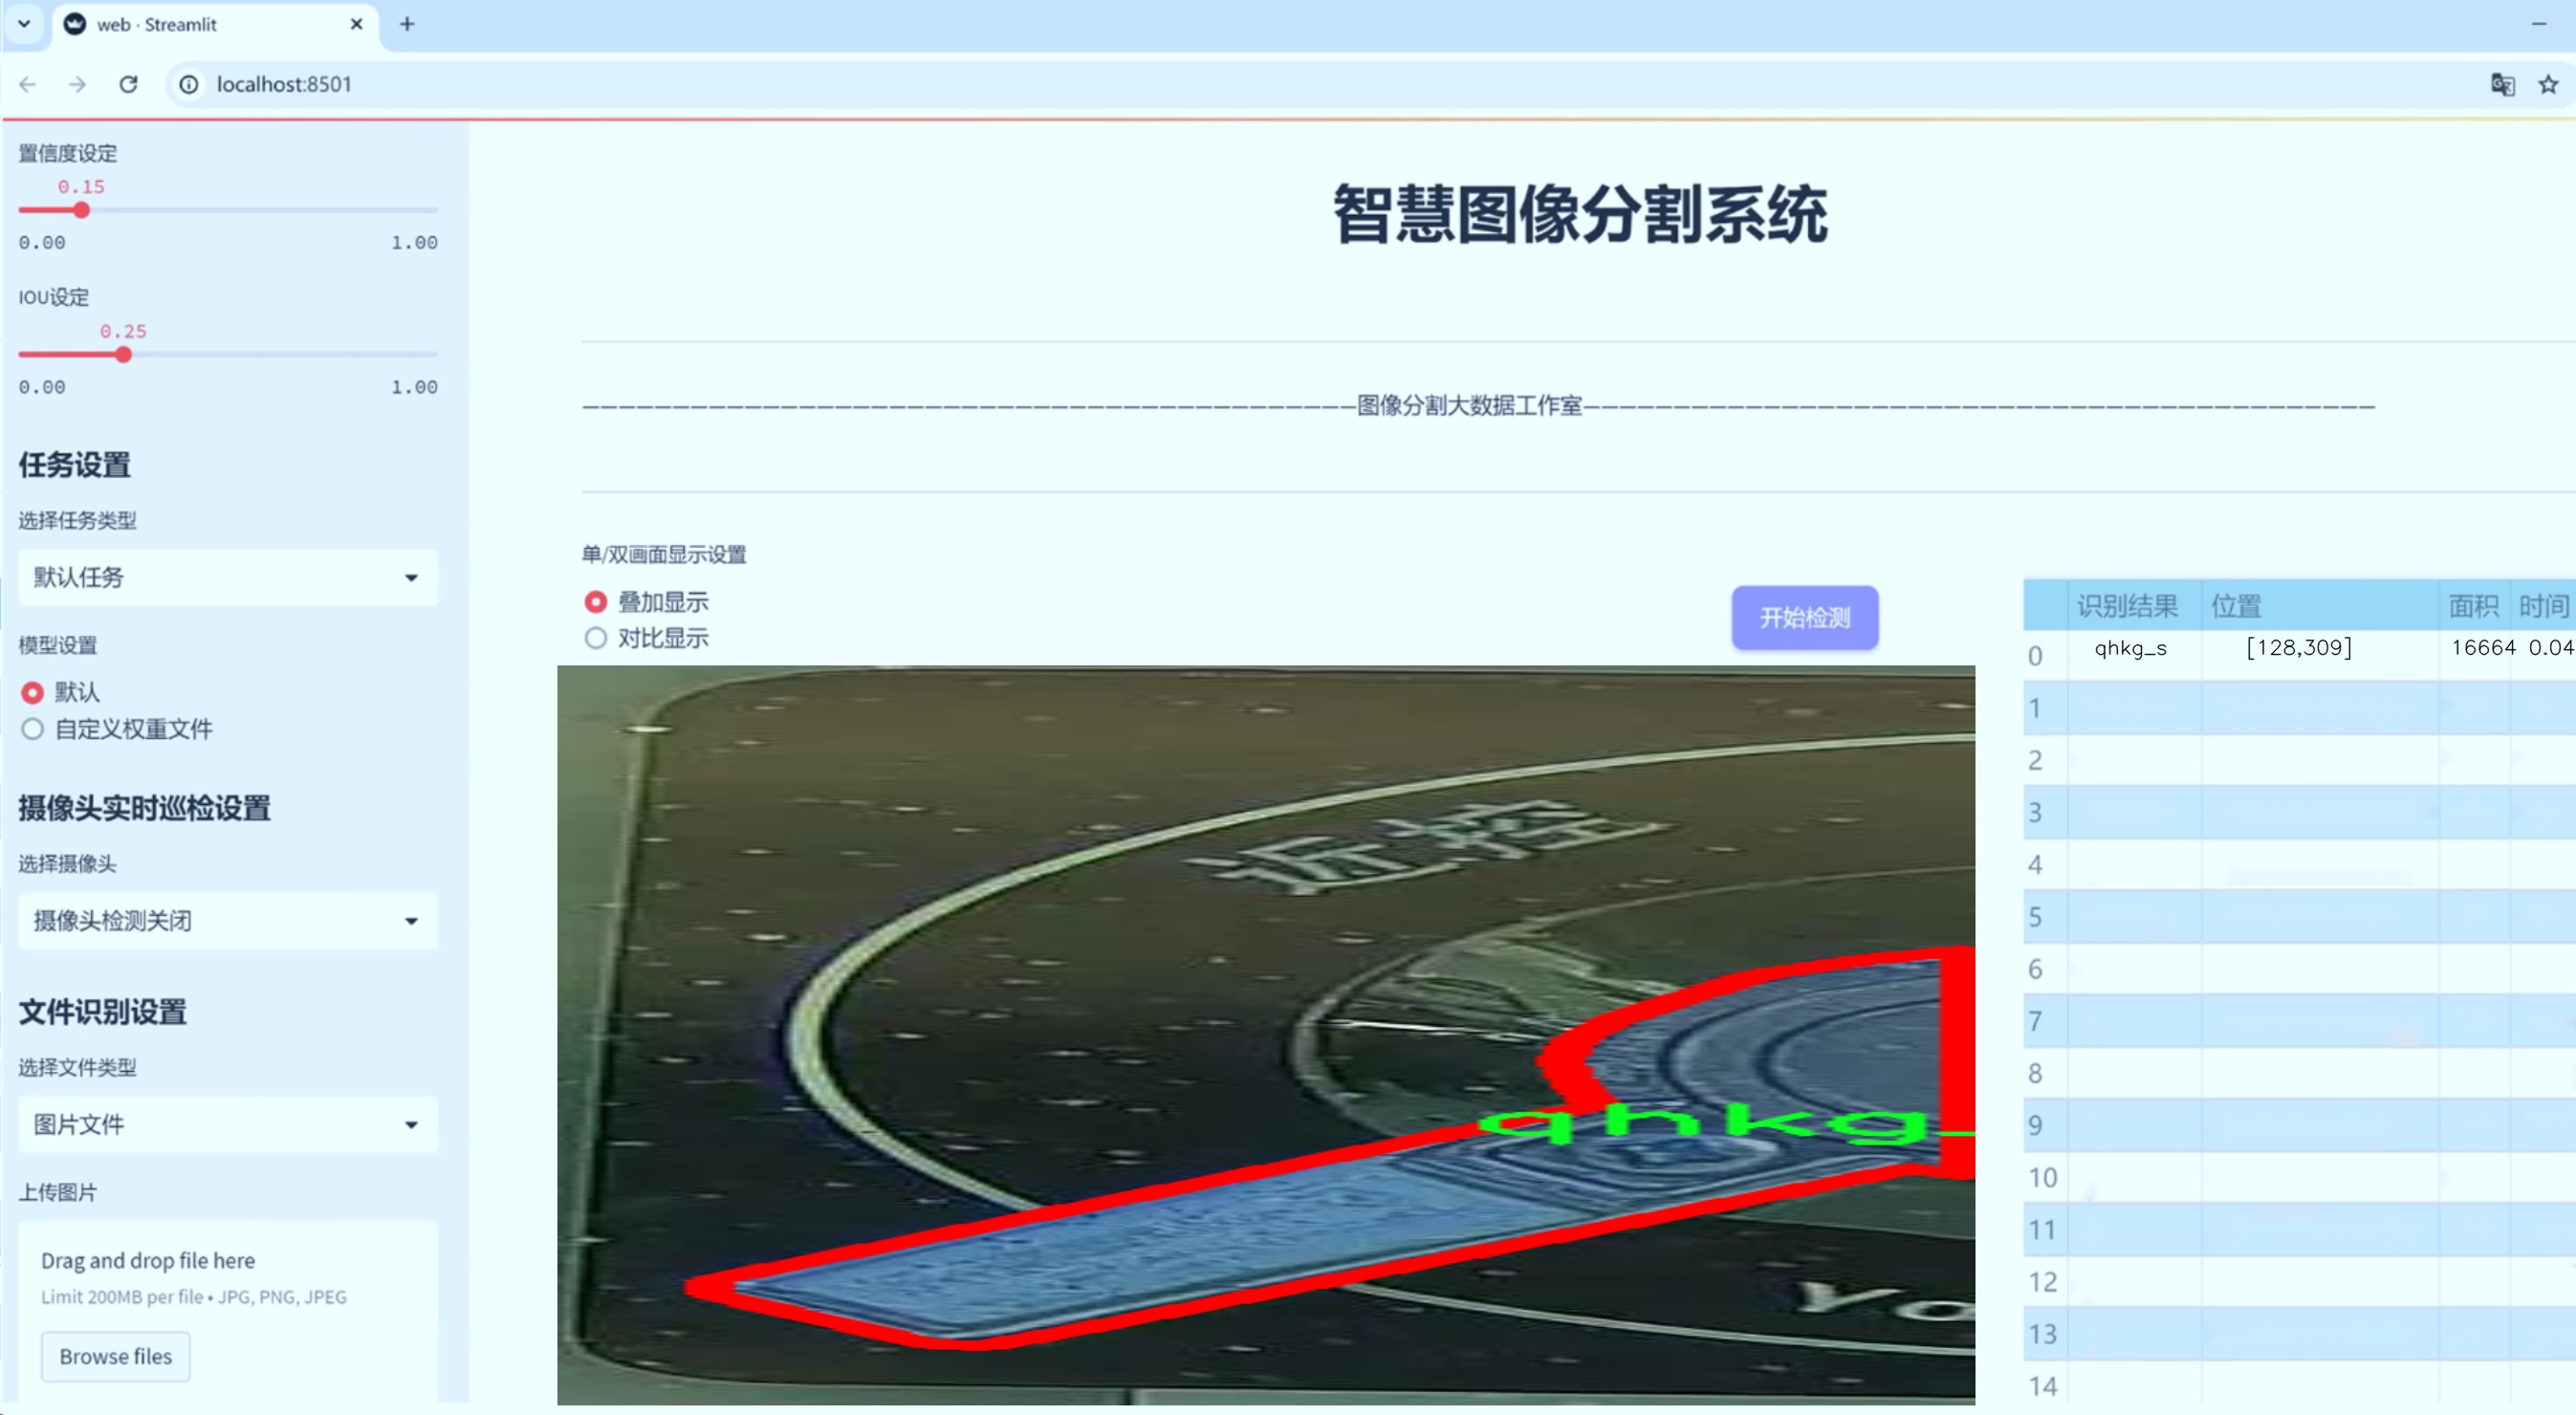 web · Streamlit
localhost:8501
置信度设定
0.15
0.00 1.00
IOU设定
0.25
0.00 1.00
任务设置
选择任务类型
默认任务
模型设置
默认
自定义权重文件
摄像头实时巡检设置
选择摄像头
摄像头检测关闭
文件识别设置
选择文件类型
图片文件
上传图片
Drag and drop file here
Limit 200MB per file • JPG, PNG, JPEG
Browse files
智慧图像分割系统
———————————————————————————————————————————图像分割大数据工作室————————————————————————————————————————————
单/双画面显示设置
叠加显示
对比显示
开始检测
远控
qhkg_
Yo
识别结果 位置 面积 时间
0 qhkg_s [128,309] 16664 0.04
1
2
3
4
5
6
7
8
9
10
11
12
13
14